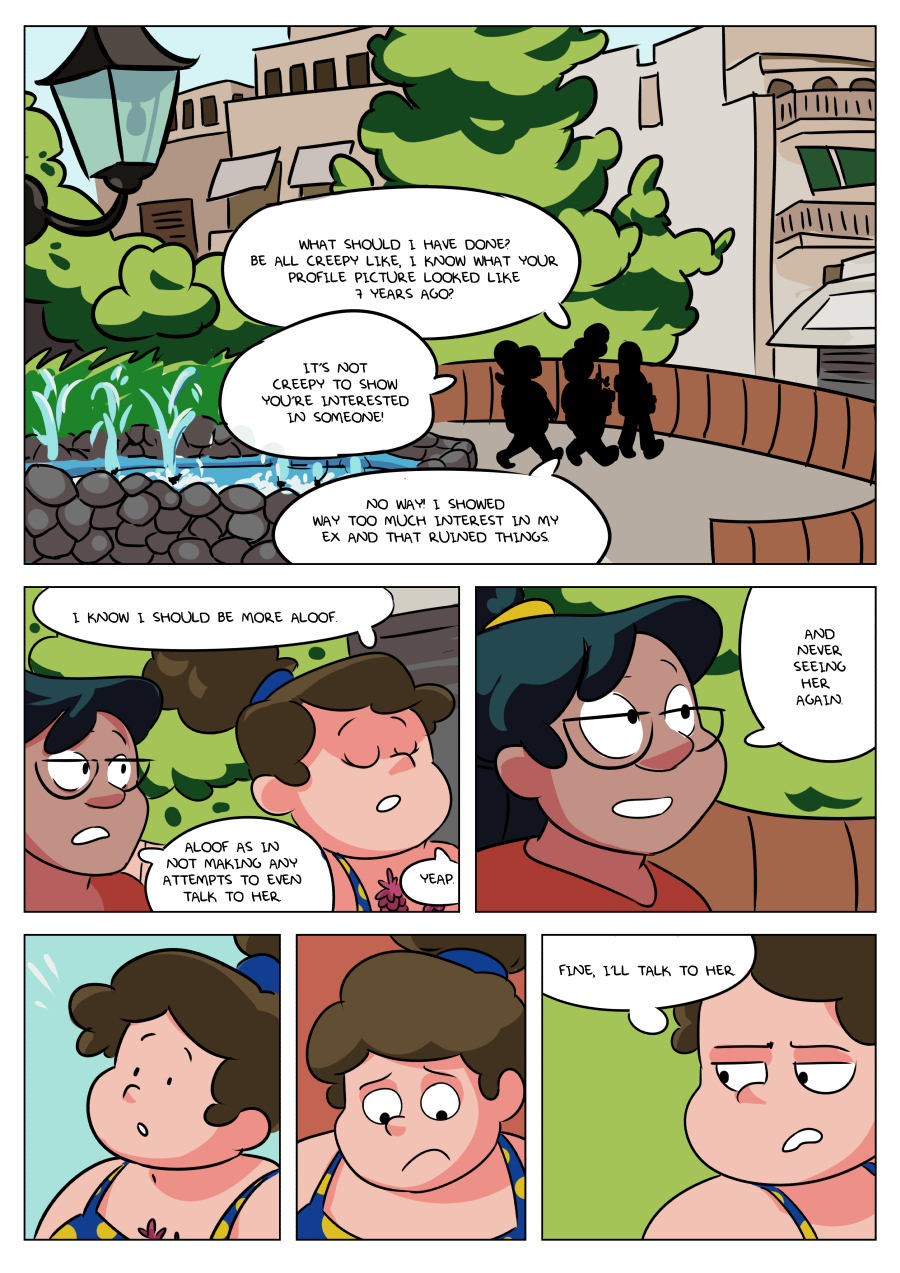 WHAT SHOULD I HAVE DONE?
BE ALL CREEPY LIKE, I KNOW WHAT YOUR
PROFILE PICTURE LOOKED LIKE
7 YEARS AGO?
IT'S NOT
CREEPY TO SHOW
YOU'RE INTERESTED
IN SOMEONE!
NO WAY! I SHOWED
WAY TOO MUCH INTEREST IN MY
EX AND THAT RUINED THINGS.
I KNOW I SHOULD BE MORE ALOOF.
ALOOF AS IN
NOT MAKING ANY
ATTEMPTS TO EVEN
TALK TO HER
YEAP.
AND
NEVER
SEEING
HER
AGAIN.
FINE, I'LL TALK TO HER